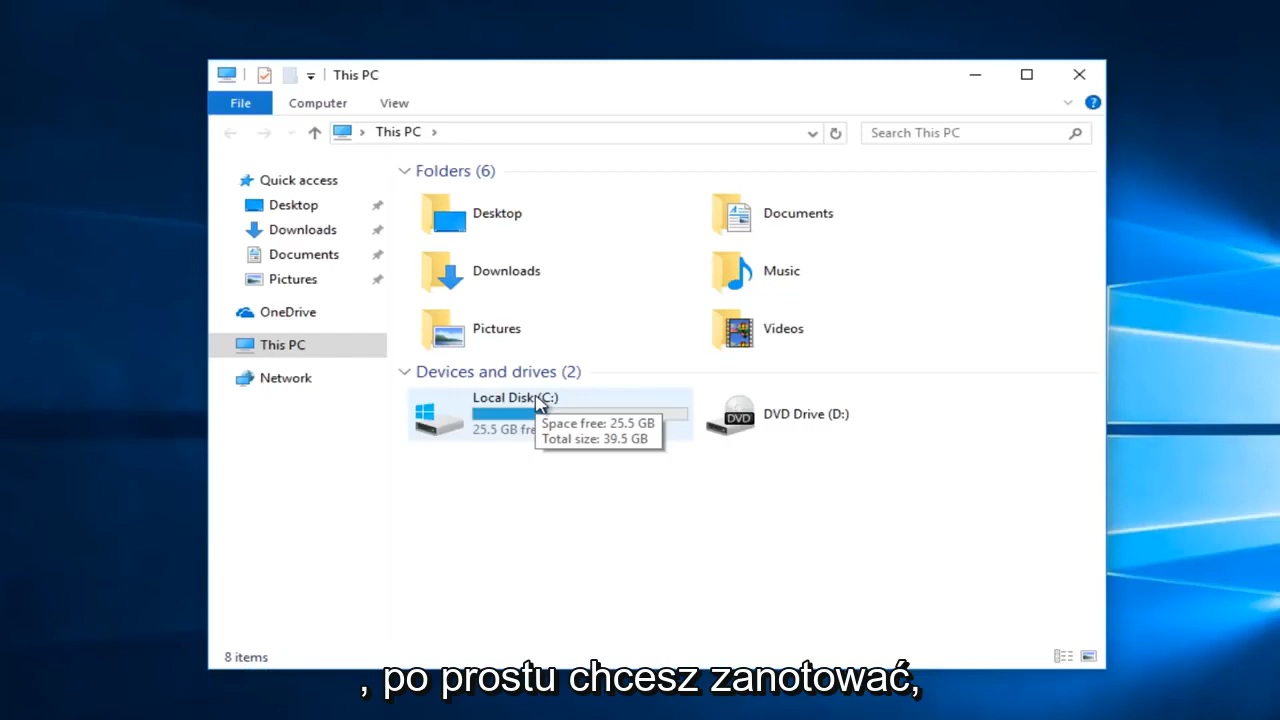 This PC
File Computer View
This PC
Search This PC
Quick access
Desktop
Downloads
Documents
Pictures
OneDrive
This PC
Network
Folders (6)
Desktop
Documents
Downloads
Music
Pictures
Videos
Devices and drives (2)
Local Disk (C:)
25.5 GB fre
Space free: 25.5 GB
Total size: 39.5 GB
DVD
DVD Drive (D:)
8 items
, po prostu chcesz zanotować,